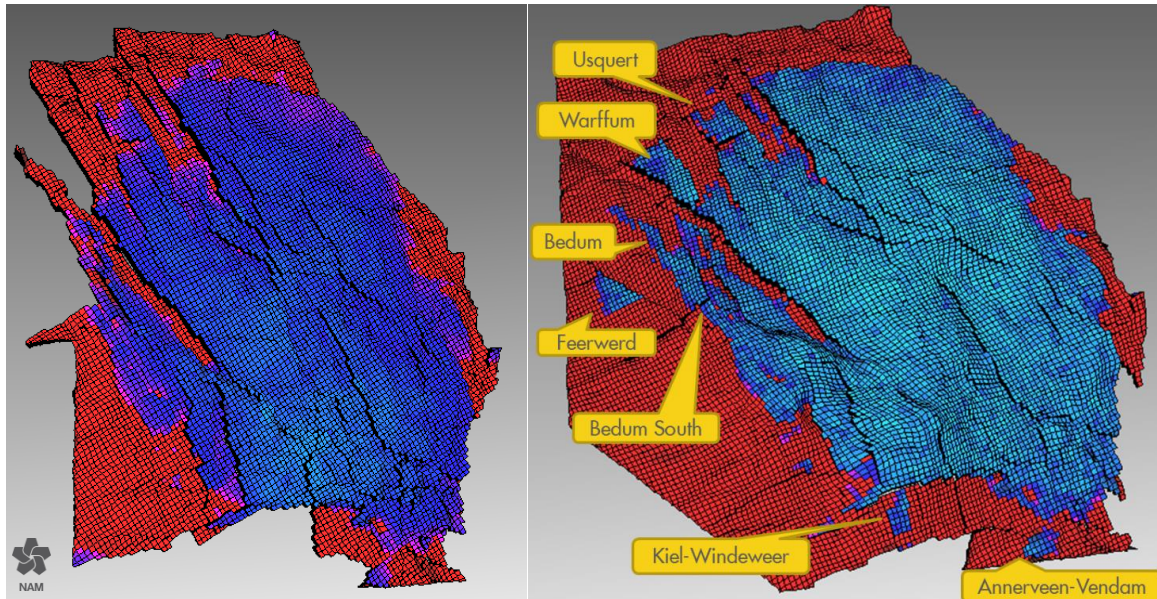 Usquert
Warffum
Bedum
Feerwerd
Bedum South
Kiel-Windeweer
Annerveen-Vendam
NAM